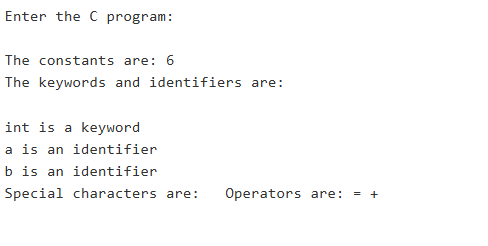 Enter the C program:
The constants are: 6
The keywords and identifiers are:
int is a keyword
a is an identifier
b is an identifier
Special characters are:   Operators are: = +